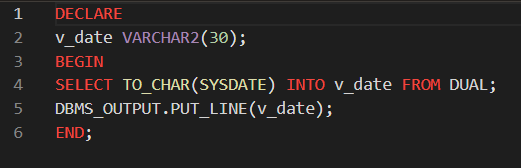 1 DECLARE
2 v_date VARCHAR2(30);
3 BEGIN
4 SELECT TO_CHAR(SYSDATE) INTO v_date FROM DUAL;
5 DBMS_OUTPUT.PUT_LINE(v_date);
6 END;